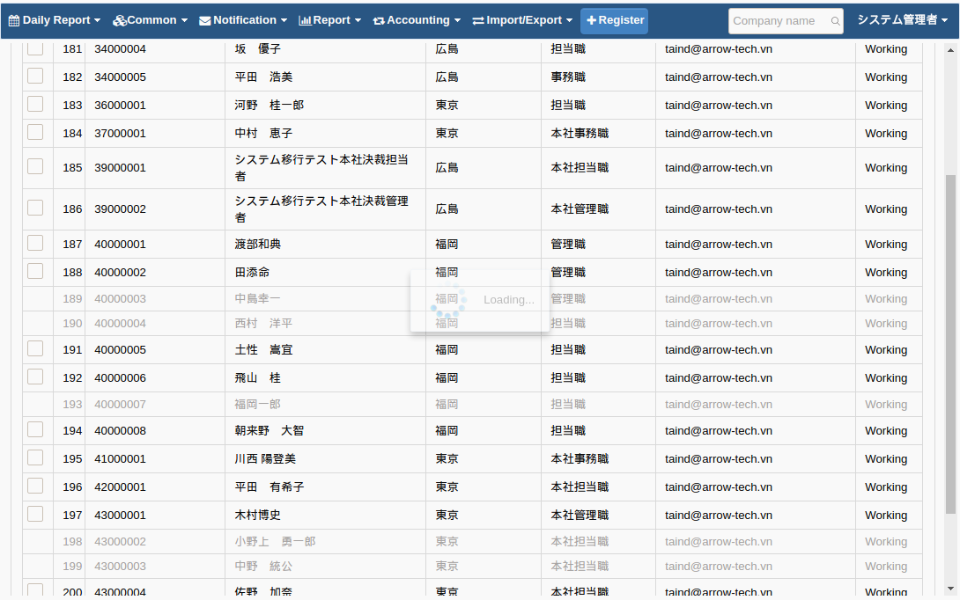 Daily Report Common Notification Report Accounting Import/Export Register Company name システム管理者
181 34000004 坂　優子 広島 担当職 taind@arrow-tech.vn Working
182 34000005 平田　浩美 広島 事務職 taind@arrow-tech.vn Working
183 36000001 河野　桂一郎 東京 担当職 taind@arrow-tech.vn Working
184 37000001 中村　恵子 東京 本社事務職 taind@arrow-tech.vn Working
185 39000001 システム移行テスト本社決裁担当 広島 本社担当職 taind@arrow-tech.vn Working
者
186 39000002 システム移行テスト本社決裁管理 広島 本社管理職 taind@arrow-tech.vn Working
者
187 40000001 渡部和典 福岡 管理職 taind@arrow-tech.vn Working
188 40000002 田添命 福岡 管理職 taind@arrow-tech.vn Working
189 40000003 中島幸一 福岡 管理職 taind@arrow-tech.vn Working
Loading...
190 40000004 西村　洋平 福岡 担当職 taind@arrow-tech.vn Working
191 40000005 土性　嵩宜 福岡 担当職 taind@arrow-tech.vn Working
192 40000006 飛山　桂 福岡 担当職 taind@arrow-tech.vn Working
193 40000007 福岡一郎 福岡 担当職 taind@arrow-tech.vn Working
194 40000008 朝来野　大智 福岡 担当職 taind@arrow-tech.vn Working
195 41000001 川西 陽登美 東京 本社事務職 taind@arrow-tech.vn Working
196 42000001 平田　有希子 東京 本社担当職 taind@arrow-tech.vn Working
197 43000001 木村博史 東京 本社管理職 taind@arrow-tech.vn Working
198 43000002 小野上　勇一郎 東京 本社担当職 taind@arrow-tech.vn Working
199 43000003 中野　統公 東京 本社担当職 taind@arrow-tech.vn Working
200 43000004 佐野　加奈 東京 本社担当職 taind@arrow-tech.vn Working